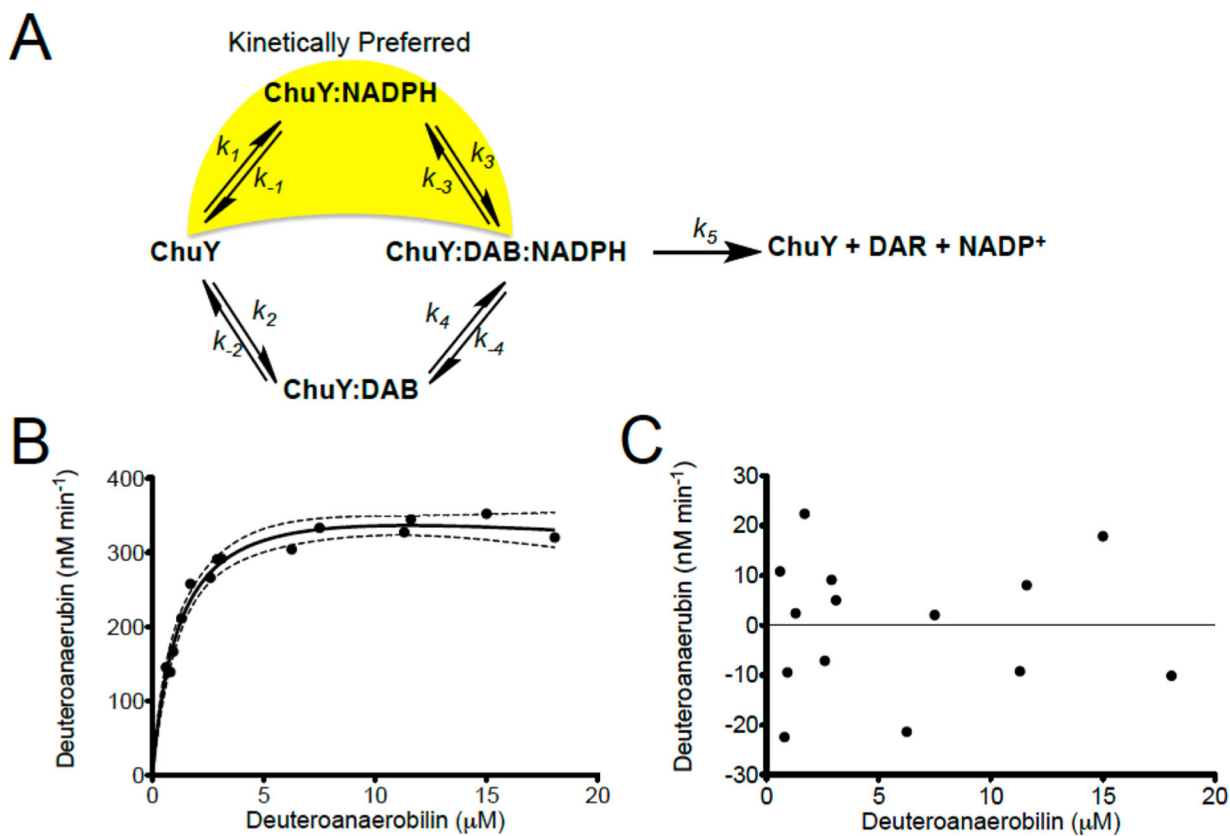 A
Kinetically Preferred
ChuY:NADPH
k1
k-1
k3
k-3
ChuY
ChuY:DAB:NADPH
k5
ChuY + DAR + NADP+
k2
k-2
k4
k-4
ChuY:DAB
B
Deuteroanaerubin (nM min-1)
400
300
200
100
0
0 5 10 15 20
Deuteroanaerobilin (µM)
C
Deuteroanaerubin (nM min-1)
30
20
10
0
-10
-20
-30
0 5 10 15 20
Deuteroanaerobilin (µM)